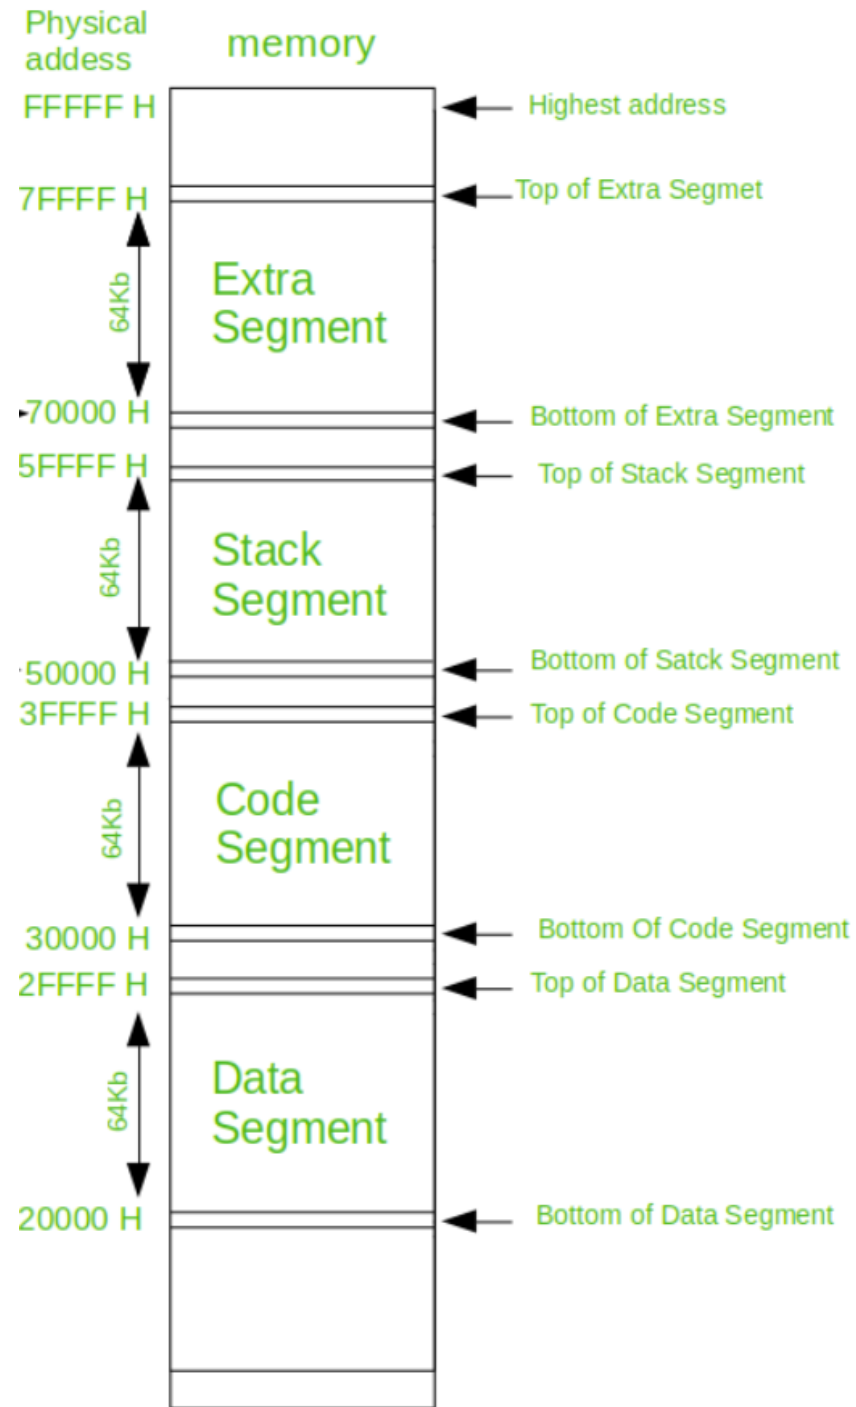 Physical
addess
memory
FFFFF H
Highest address
7FFFF H
Top of Extra Segmet
64Kb
Extra
Segment
70000 H
Bottom of Extra Segment
5FFFF H
Top of Stack Segment
64Kb
Stack
Segment
50000 H
Bottom of Satck Segment
3FFFF H
Top of Code Segment
64Kb
Code
Segment
30000 H
Bottom Of Code Segment
2FFFF H
Top of Data Segment
64Kb
Data
Segment
20000 H
Bottom of Data Segment